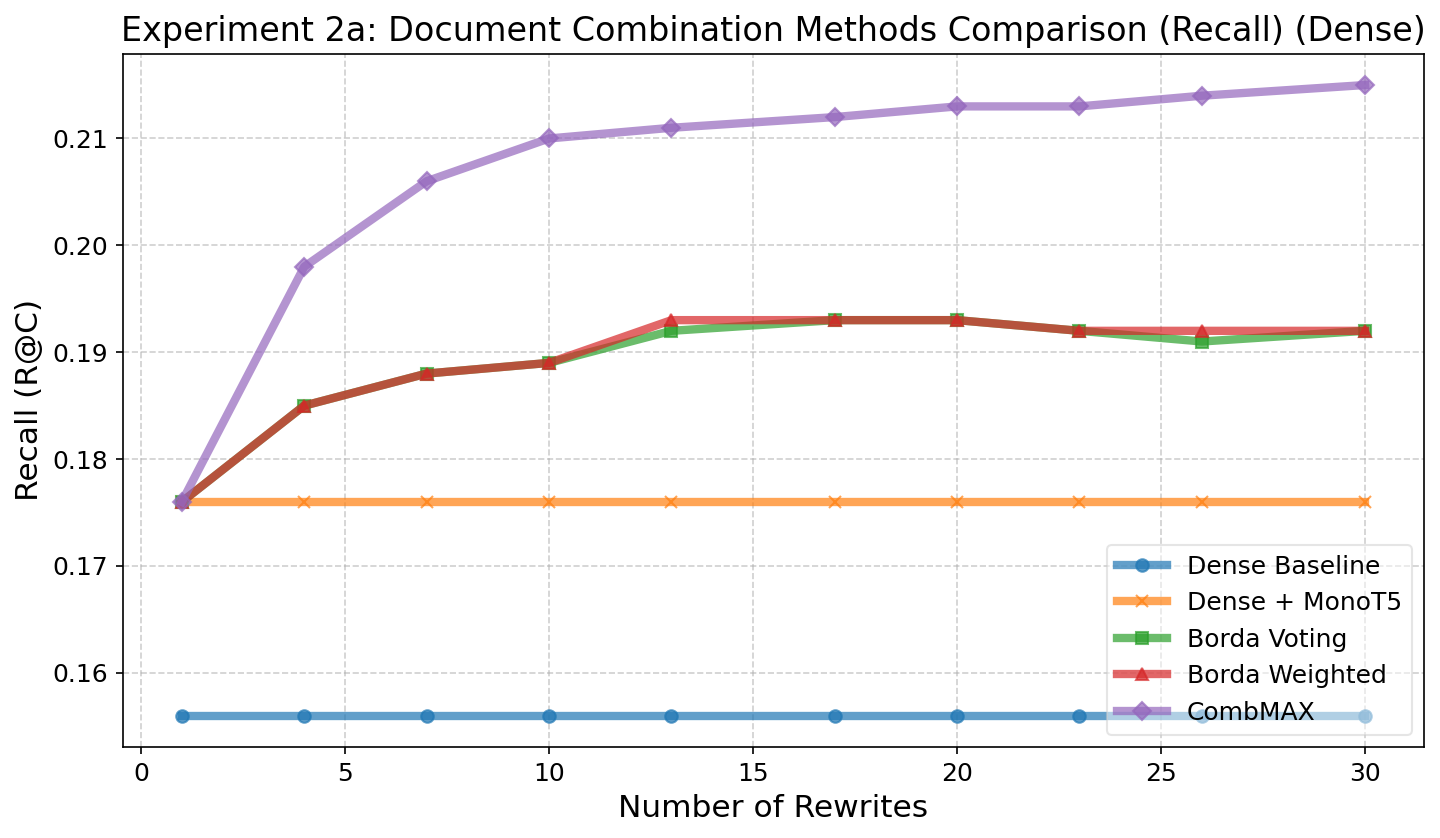 Experiment 2a: Document Combination Methods Comparison (Recall) (Dense)
Recall (R@C)
0.21
0.20
0.19
0.18
0.17
0.16
0 5 10 15 20 25 30
Number of Rewrites
Dense Baseline
Dense + MonoT5
Borda Voting
Borda Weighted
CombMAX